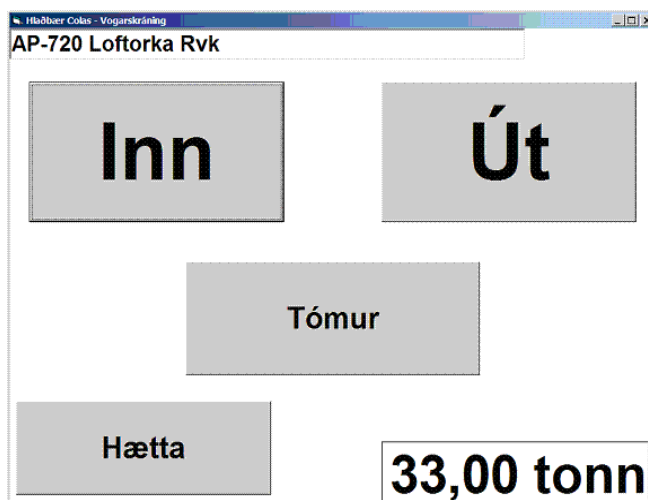 Hlaðbær Colas - Vogarskráning
AP-720 Loftorka Rvk
Inn
Út
Tómur
Hætta
33,00 tonn